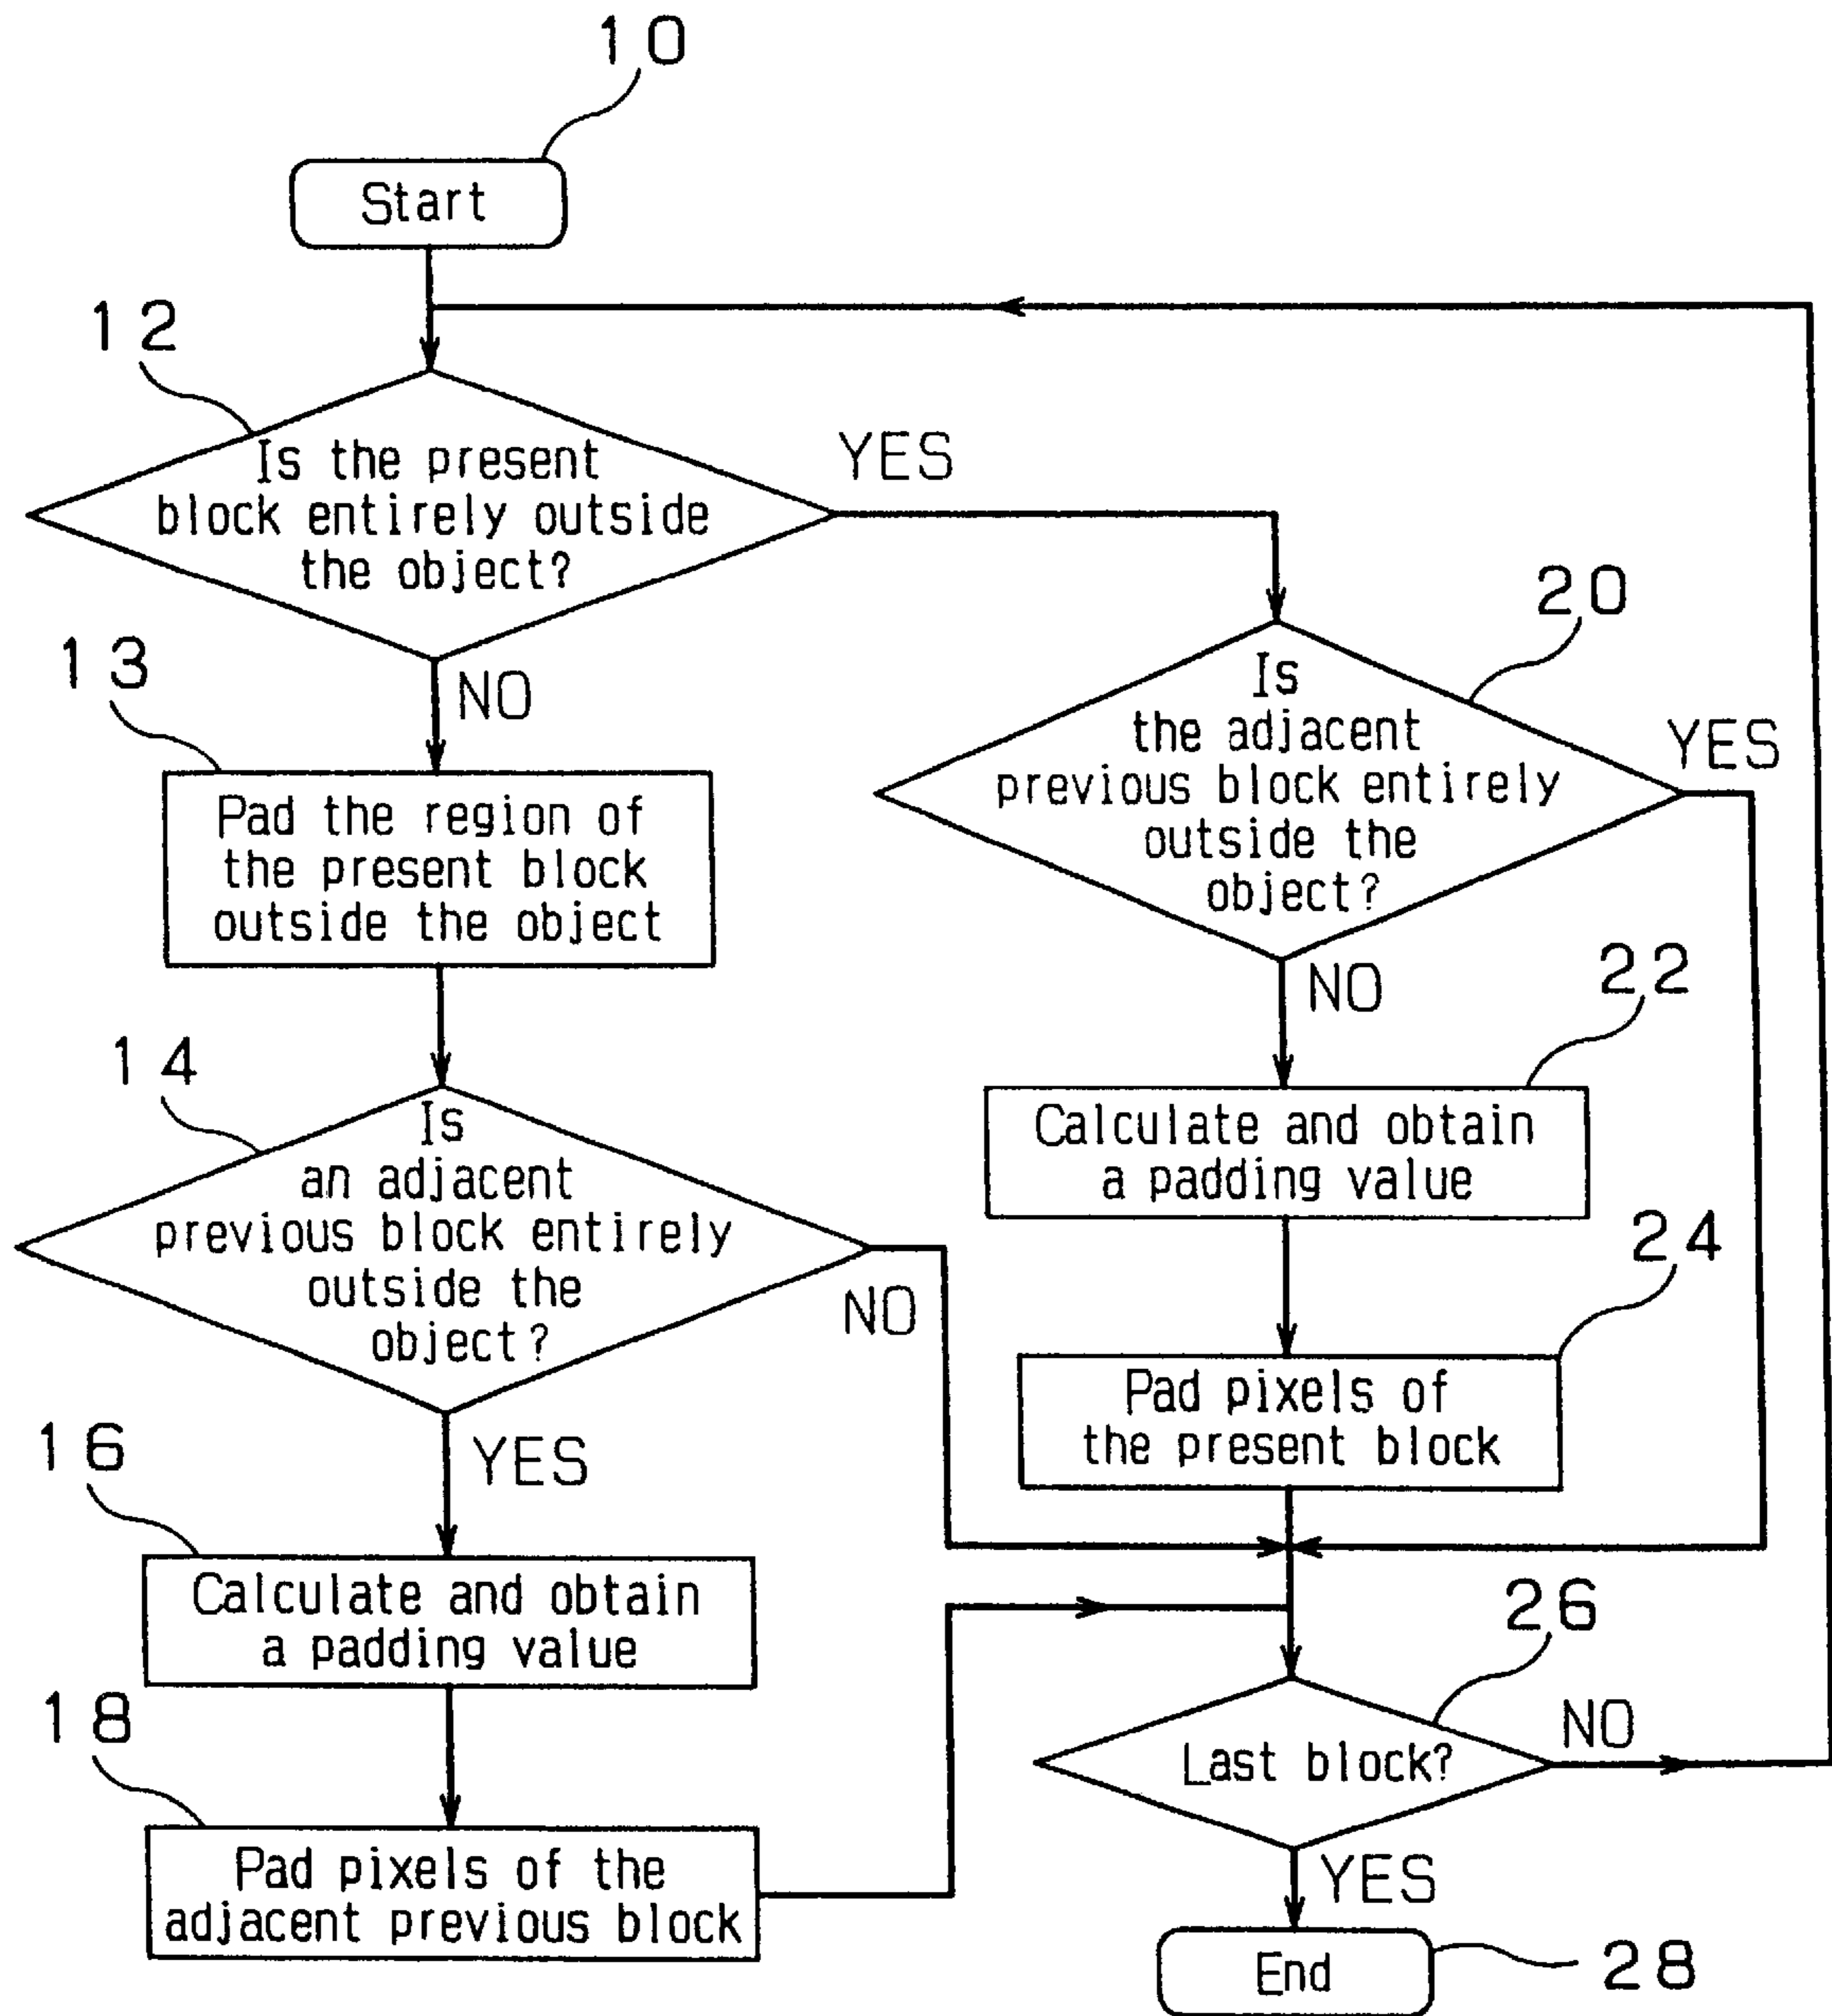 10
Start
12
Is the present
block entirely outside
the object?
YES
NO
13
Pad the region of
the present block
outside the object
14
Is
an adjacent
previous block entirely
outside the
object?
NO
YES
16
Calculate and obtain
a padding value
18
Pad pixels of the
adjacent previous block
20
Is
the adjacent
previous block entirely
outside the
object?
YES
NO
22
Calculate and obtain
a padding value
24
Pad pixels of
the present block
26
Last block?
NO
YES
End
28